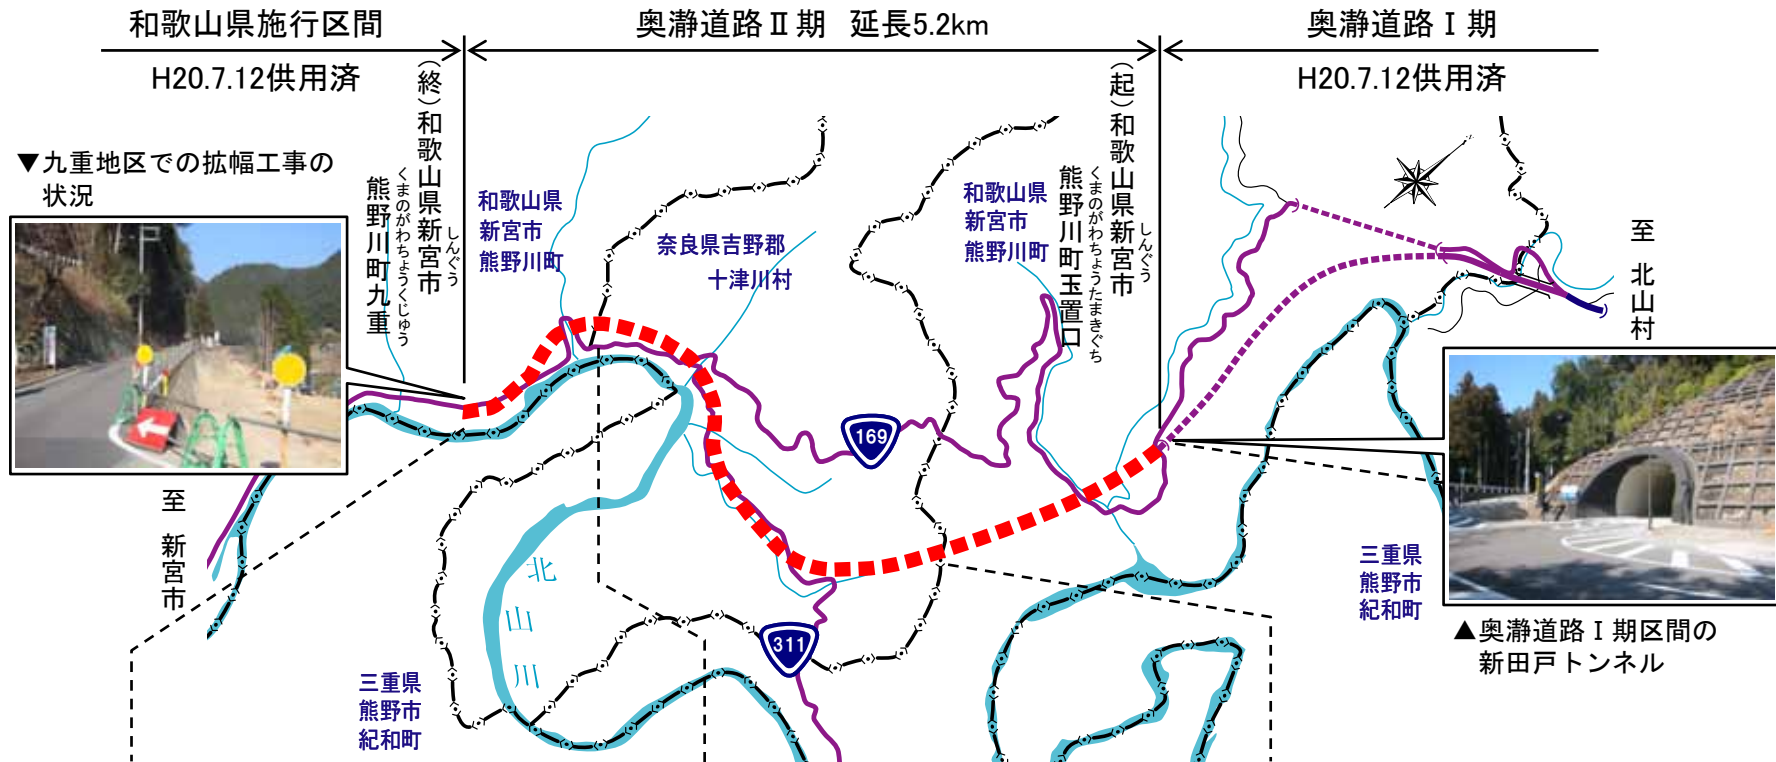 和歌山県施行区間
H20.7.12供用済
奥瀞道路Ⅱ期 延長5.2km
奥瀞道路Ⅰ期
H20.7.12供用済
▼九重地区での拡幅工事の
状況
(終)和歌山県新宮市
しんぐう
熊野川町九重
くまのがわちょうくじゅう
和歌山県
新宮市
熊野川町
奈良県吉野郡
十津川村
和歌山県
新宮市
熊野川町
(起)和歌山県新宮市
しんぐう
熊野川町玉置口
くまのがわちょうたまきぐち
至 北山村
169
至 新宮市
北山川
311
三重県
熊野市
紀和町
三重県
熊野市
紀和町
▲奥瀞道路Ⅰ期区間の
新田戸トンネル